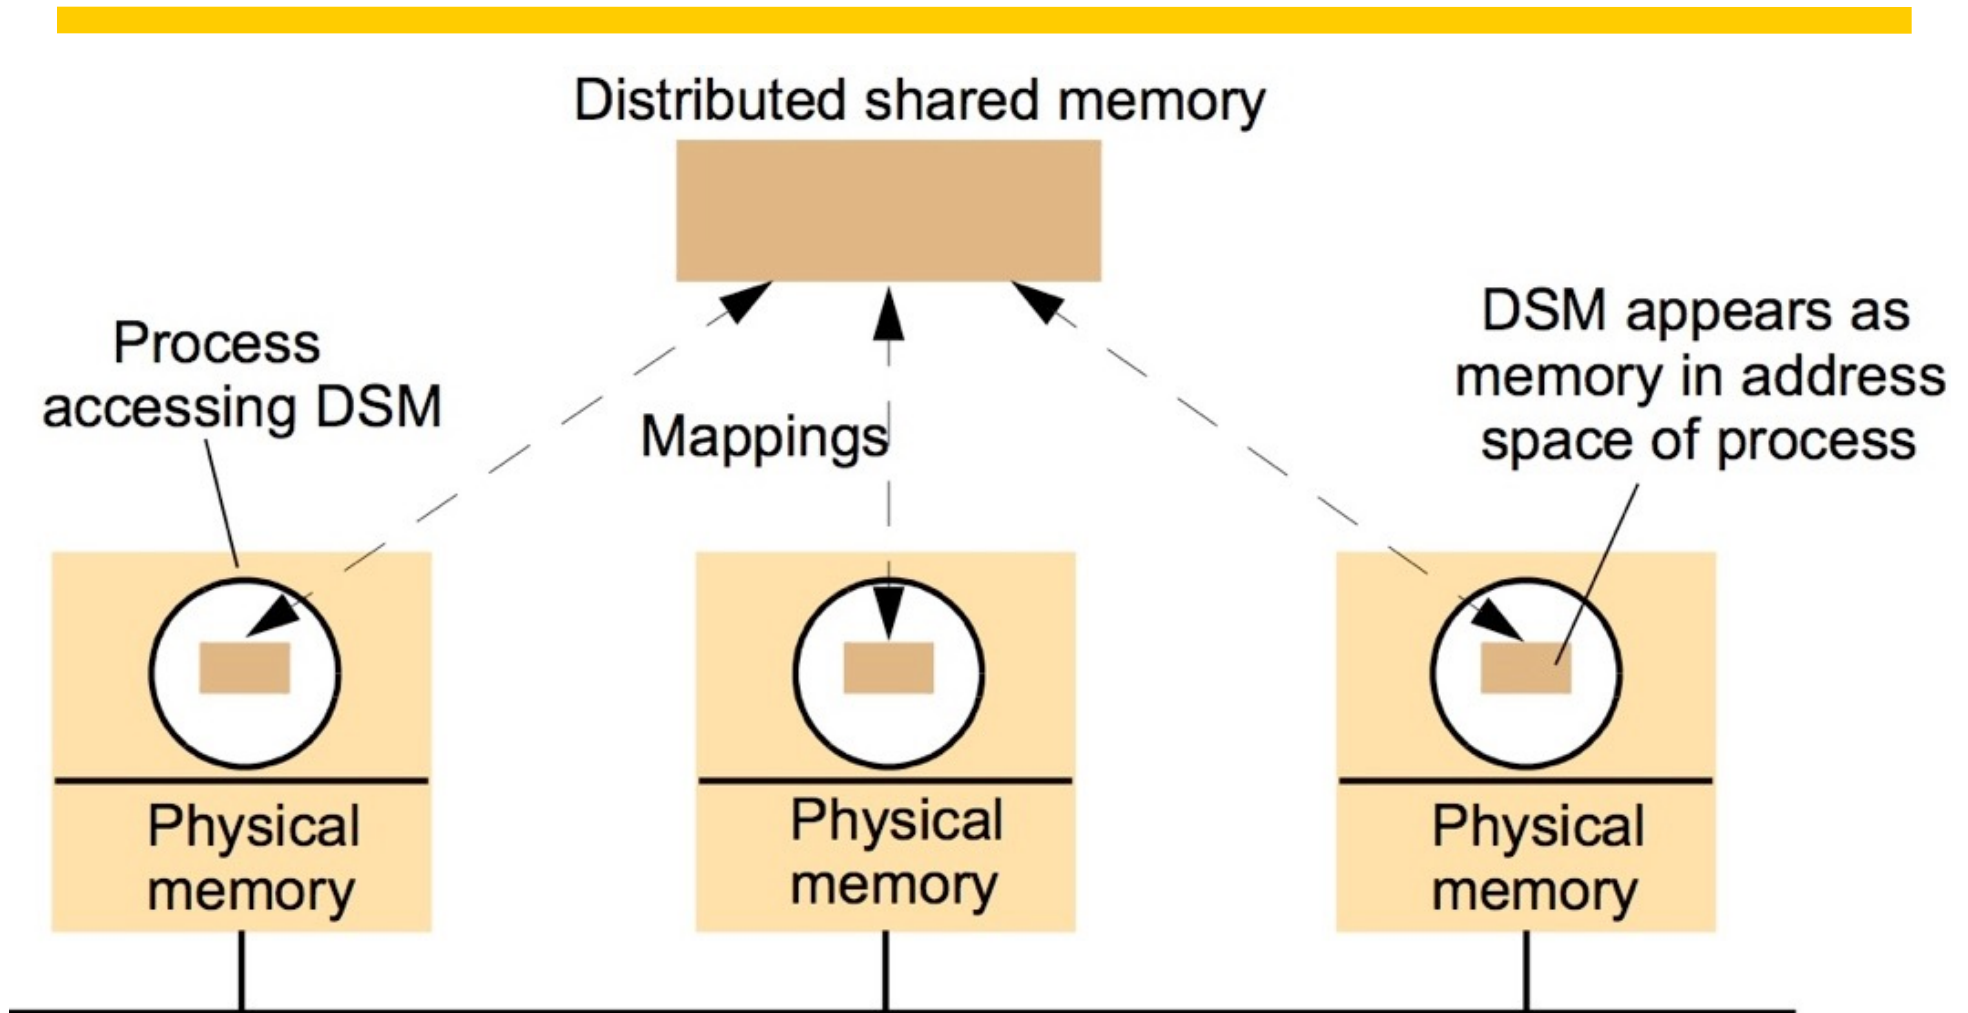 Distributed shared memory
Process
accessing DSM
Mappings
DSM appears as
memory in address
space of process
Physical
memory
Physical
memory
Physical
memory